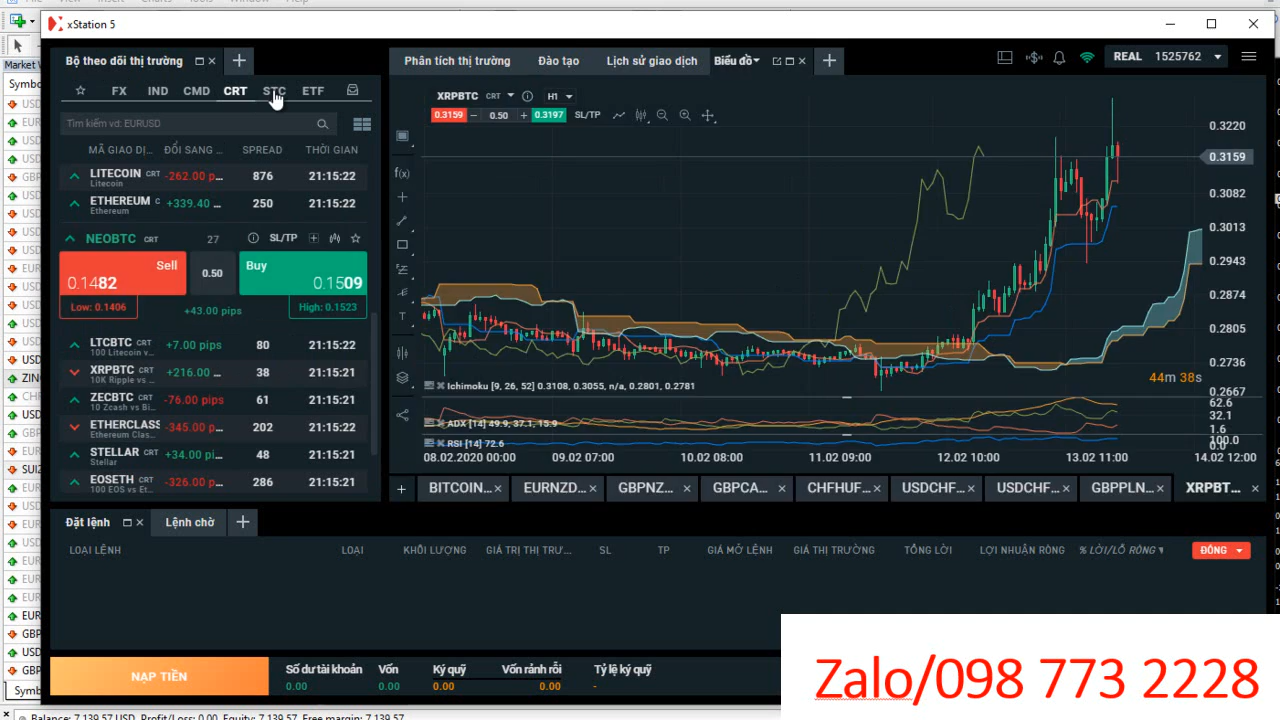 File View Insert Charts Tools Window Help
xStation 5
Bộ theo dõi thị trường
Phân tích thị trường Đào tạo Lịch sử giao dịch Biểu đồ
REAL 1525762
Market
Symbo
FX IND CMD CRT STC ETF
Tìm kiếm vd: EURUSD
MÃ GIAO DỊ... ĐỔI SANG ... SPREAD THỜI GIAN
LITECOIN CRT -262.00 p... 876 21:15:22
Litecoin
ETHEREUM C +339.40 ... 250 21:15:22
Ethereum
NEOBTC CRT 27 SL/TP
Sell 0.1482
0.50
Buy 0.1509
Low: 0.1406 +43.00 pips High: 0.1523
LTCBTC CRT +7.00 pips 80 21:15:22
100 Litecoin v...
XRPBTC CRT +216.00 ... 38 21:15:22
10K Ripple vs ...
ZECBTC CRT -76.00 pips 61 21:15:22
10 Zcash vs Bi...
ETHERCLASS -345.00 p... 202 21:15:22
Ethereum Clas...
STELLAR CRT +34.00 pi... 48 21:15:21
Stellar
EOSETH CRT -326.00 p... 286 21:15:21
100 EOS vs Et...
XRPBTC CRT H1
0.3159 0.50 0.3197 SL/TP
f(x)
T
0.3220
0.3159
0.3082
0.3013
0.2943
0.2874
0.2805
0.2736
0.2667
44m 38s
Ichimoku [9, 26, 52] 0.3108, 0.3055, n/a, 0.2801, 0.2781
ADX [14] 49.9, 37.1, 15.9
RSI [14] 72.6
62.6
32.1
1.6
100.0
0.0
08.02.2020 00:00 09.02 07:00 10.02 08:00 11.02 09:00 12.02 10:00 13.02 11:00 14.02 12:00
BITCOIN... EURNZD... GBPNZ... GBPCA... CHFHUF... USDCHF... USDCHF... GBPPLN... XRPBT...
Đặt lệnh Lệnh chờ
LOẠI LỆNH LOẠI KHỐI LƯỢNG GIÁ TRỊ THỊ TRƯ... SL TP GIÁ MỞ LỆNH GIÁ THỊ TRƯỜNG TỔNG LỜI LỢI NHUẬN RÒNG % LỜI/LỖ RÒNG ĐÓNG
NẠP TIỀN
Số dư tài khoản Vốn Ký quỹ Vốn rảnh rỗi Tỷ lệ ký quỹ
0.00 0.00 0.00 0.00 -
Zalo/098 773 2228
Symb
Balance: 7 139.57 USD Profit/Loss: 0.00 Equity: 7 139.57 Free margin: 7 139.57